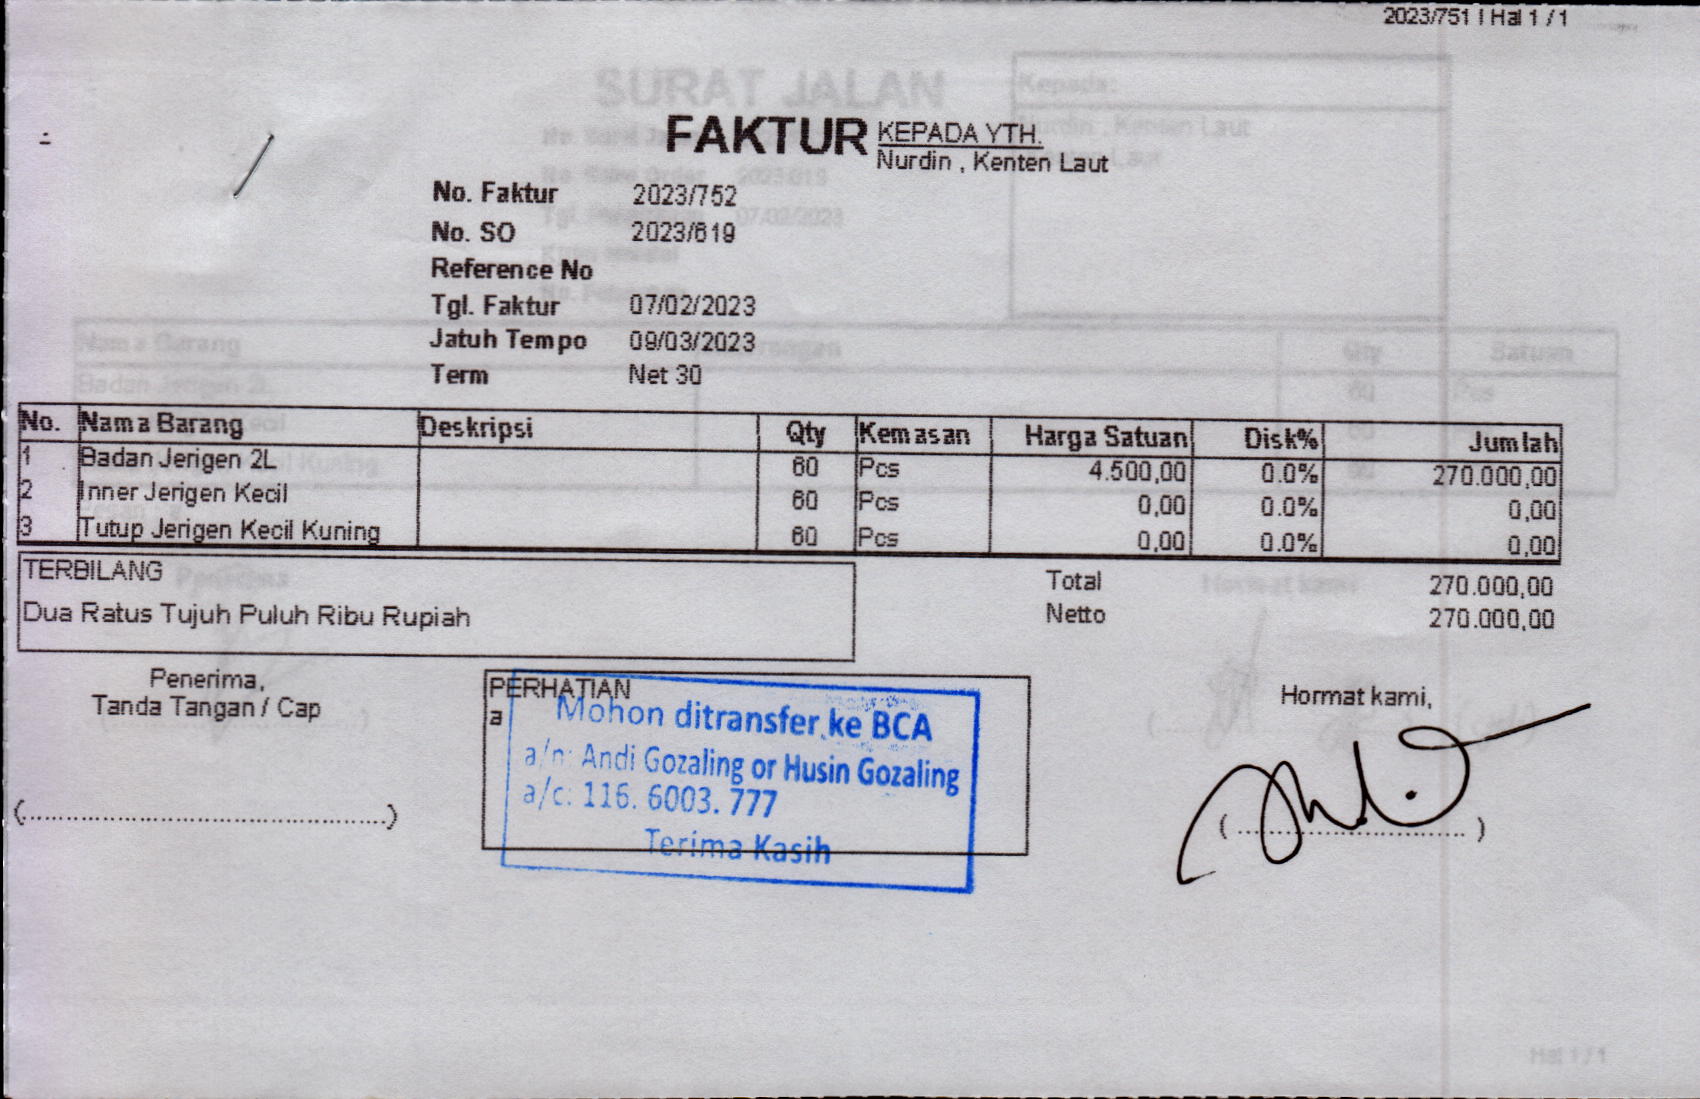 2023/751 | Hal 1 / 1
SURAT JALAN
Kepada:
FAKTUR
KEPADA YTH.
Nurdin , Kenten Laut
No. Faktur 2023/752
No. SO 2023/619
Reference No
Tgl. Faktur 07/02/2023
Jatuh Tempo 09/03/2023
Term Net 30
No. Nama Barang Deskripsi Qty Kemasan Harga Satuan Disk% Jumlah
1 Badan Jerigen 2L 60 Pcs 4.500,00 0.0% 270.000,00
2 Inner Jerigen Kecil 60 Pcs 0,00 0.0% 0,00
3 Tutup Jerigen Kecil Kuning 60 Pcs 0,00 0.0% 0,00
TERBILANG
Dua Ratus Tujuh Puluh Ribu Rupiah
Total 270.000,00
Netto 270.000,00
Penerima,
Tanda Tangan / Cap
(................................................)
PERHATIAN
a
Mohon ditransfer ke BCA
a/n: Andi Gozaling or Husin Gozaling
a/c: 116. 6003. 777
Terima Kasih
Hormat kami,
( .............................. )
Hal 1 / 1